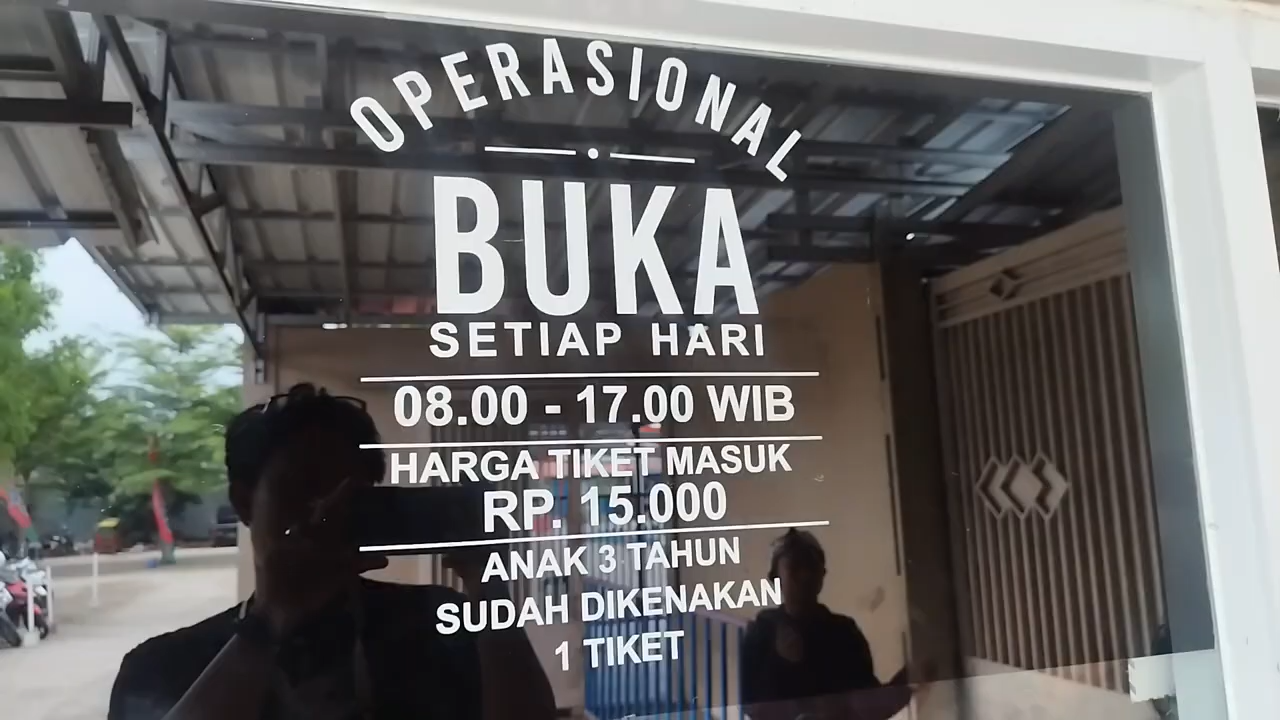 OPERASIONAL
BUKA
SETIAP HARI
08.00 - 17.00 WIB
HARGA TIKET MASUK
RP. 15.000
ANAK 3 TAHUN
SUDAH DIKENAKAN
1 TIKET